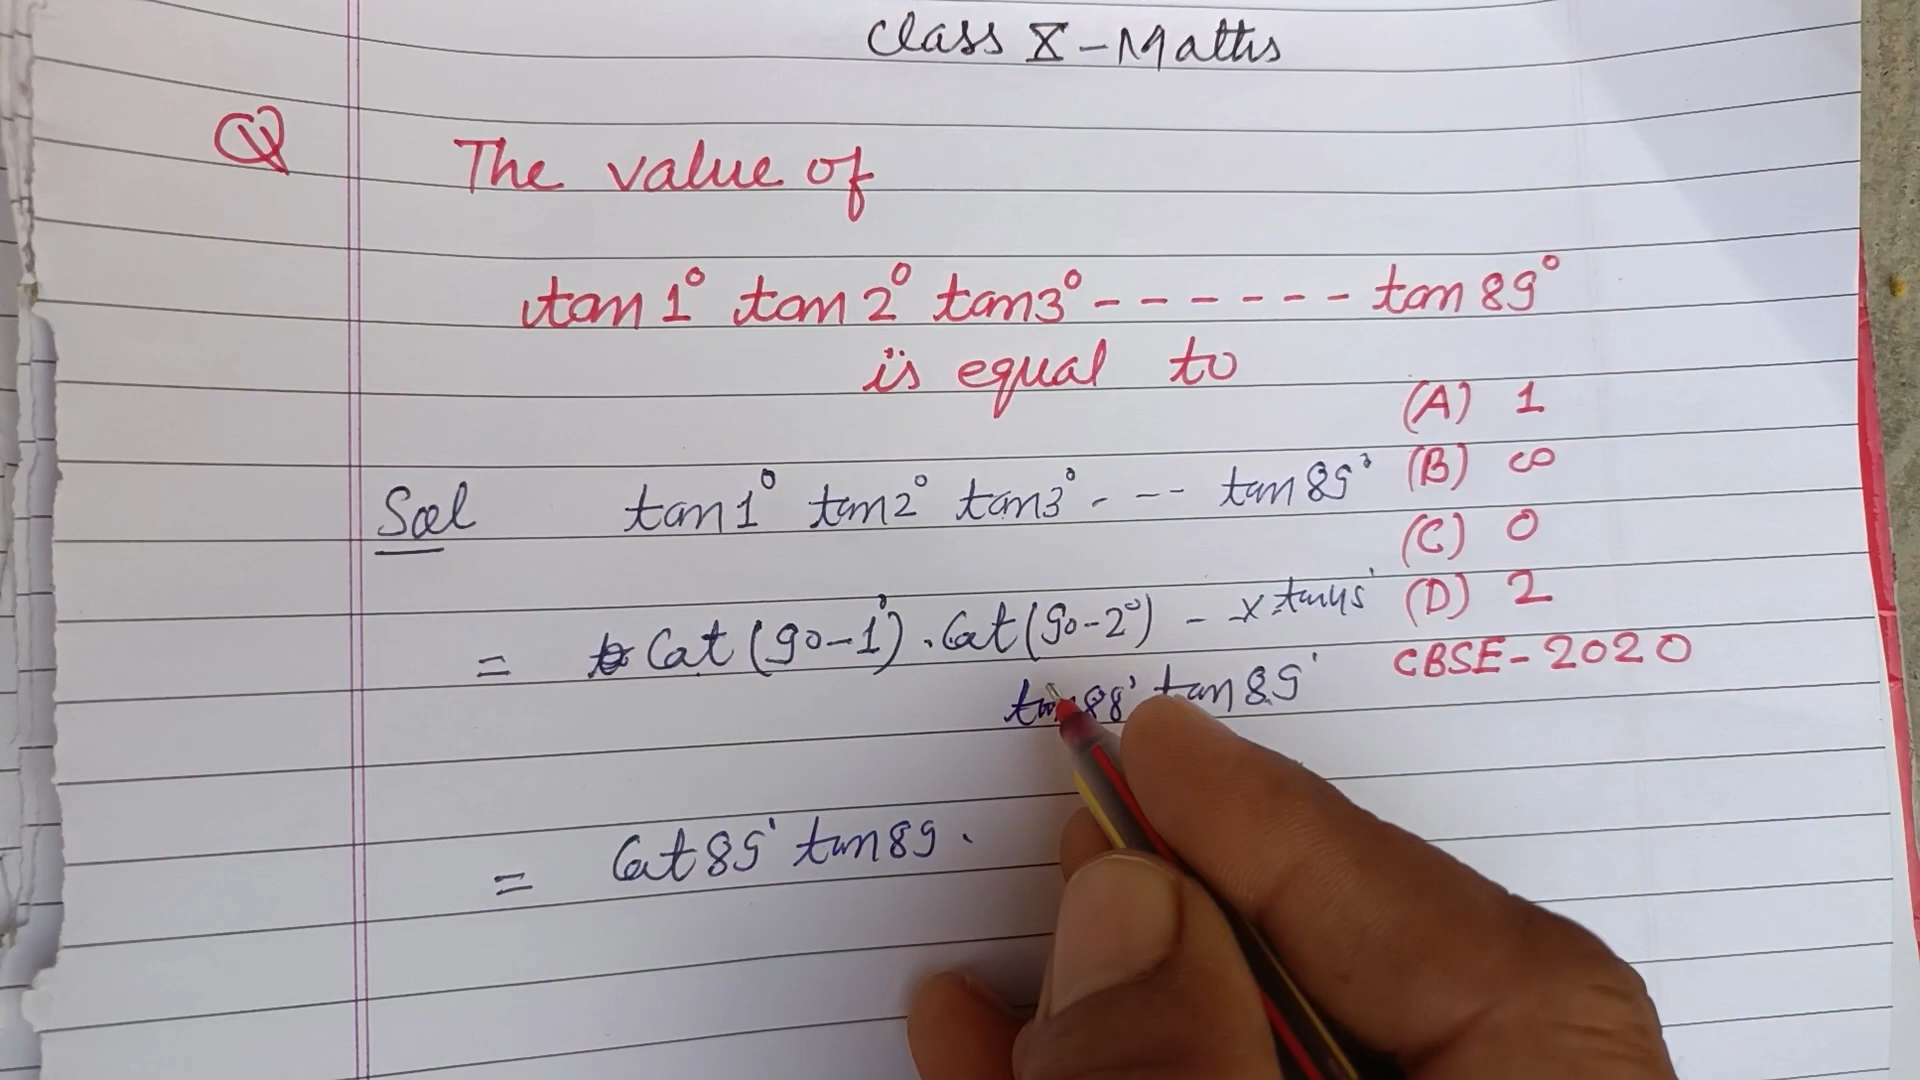 Class X - Maths
Q The value of
tan 1° tan 2° tan 3° - - - - - - - tan 89°
is equal to
(A) 1
(B) ∞
(C) 0
(D) 2
CBSE - 2020
Sol tan 1° tan 2° tan 3° - - - tan 89°
= Cot (90-1°) . Cot (90-2°) - - x tan 45°
tan 88° tan 89°
= Cot 89° tan 89 .